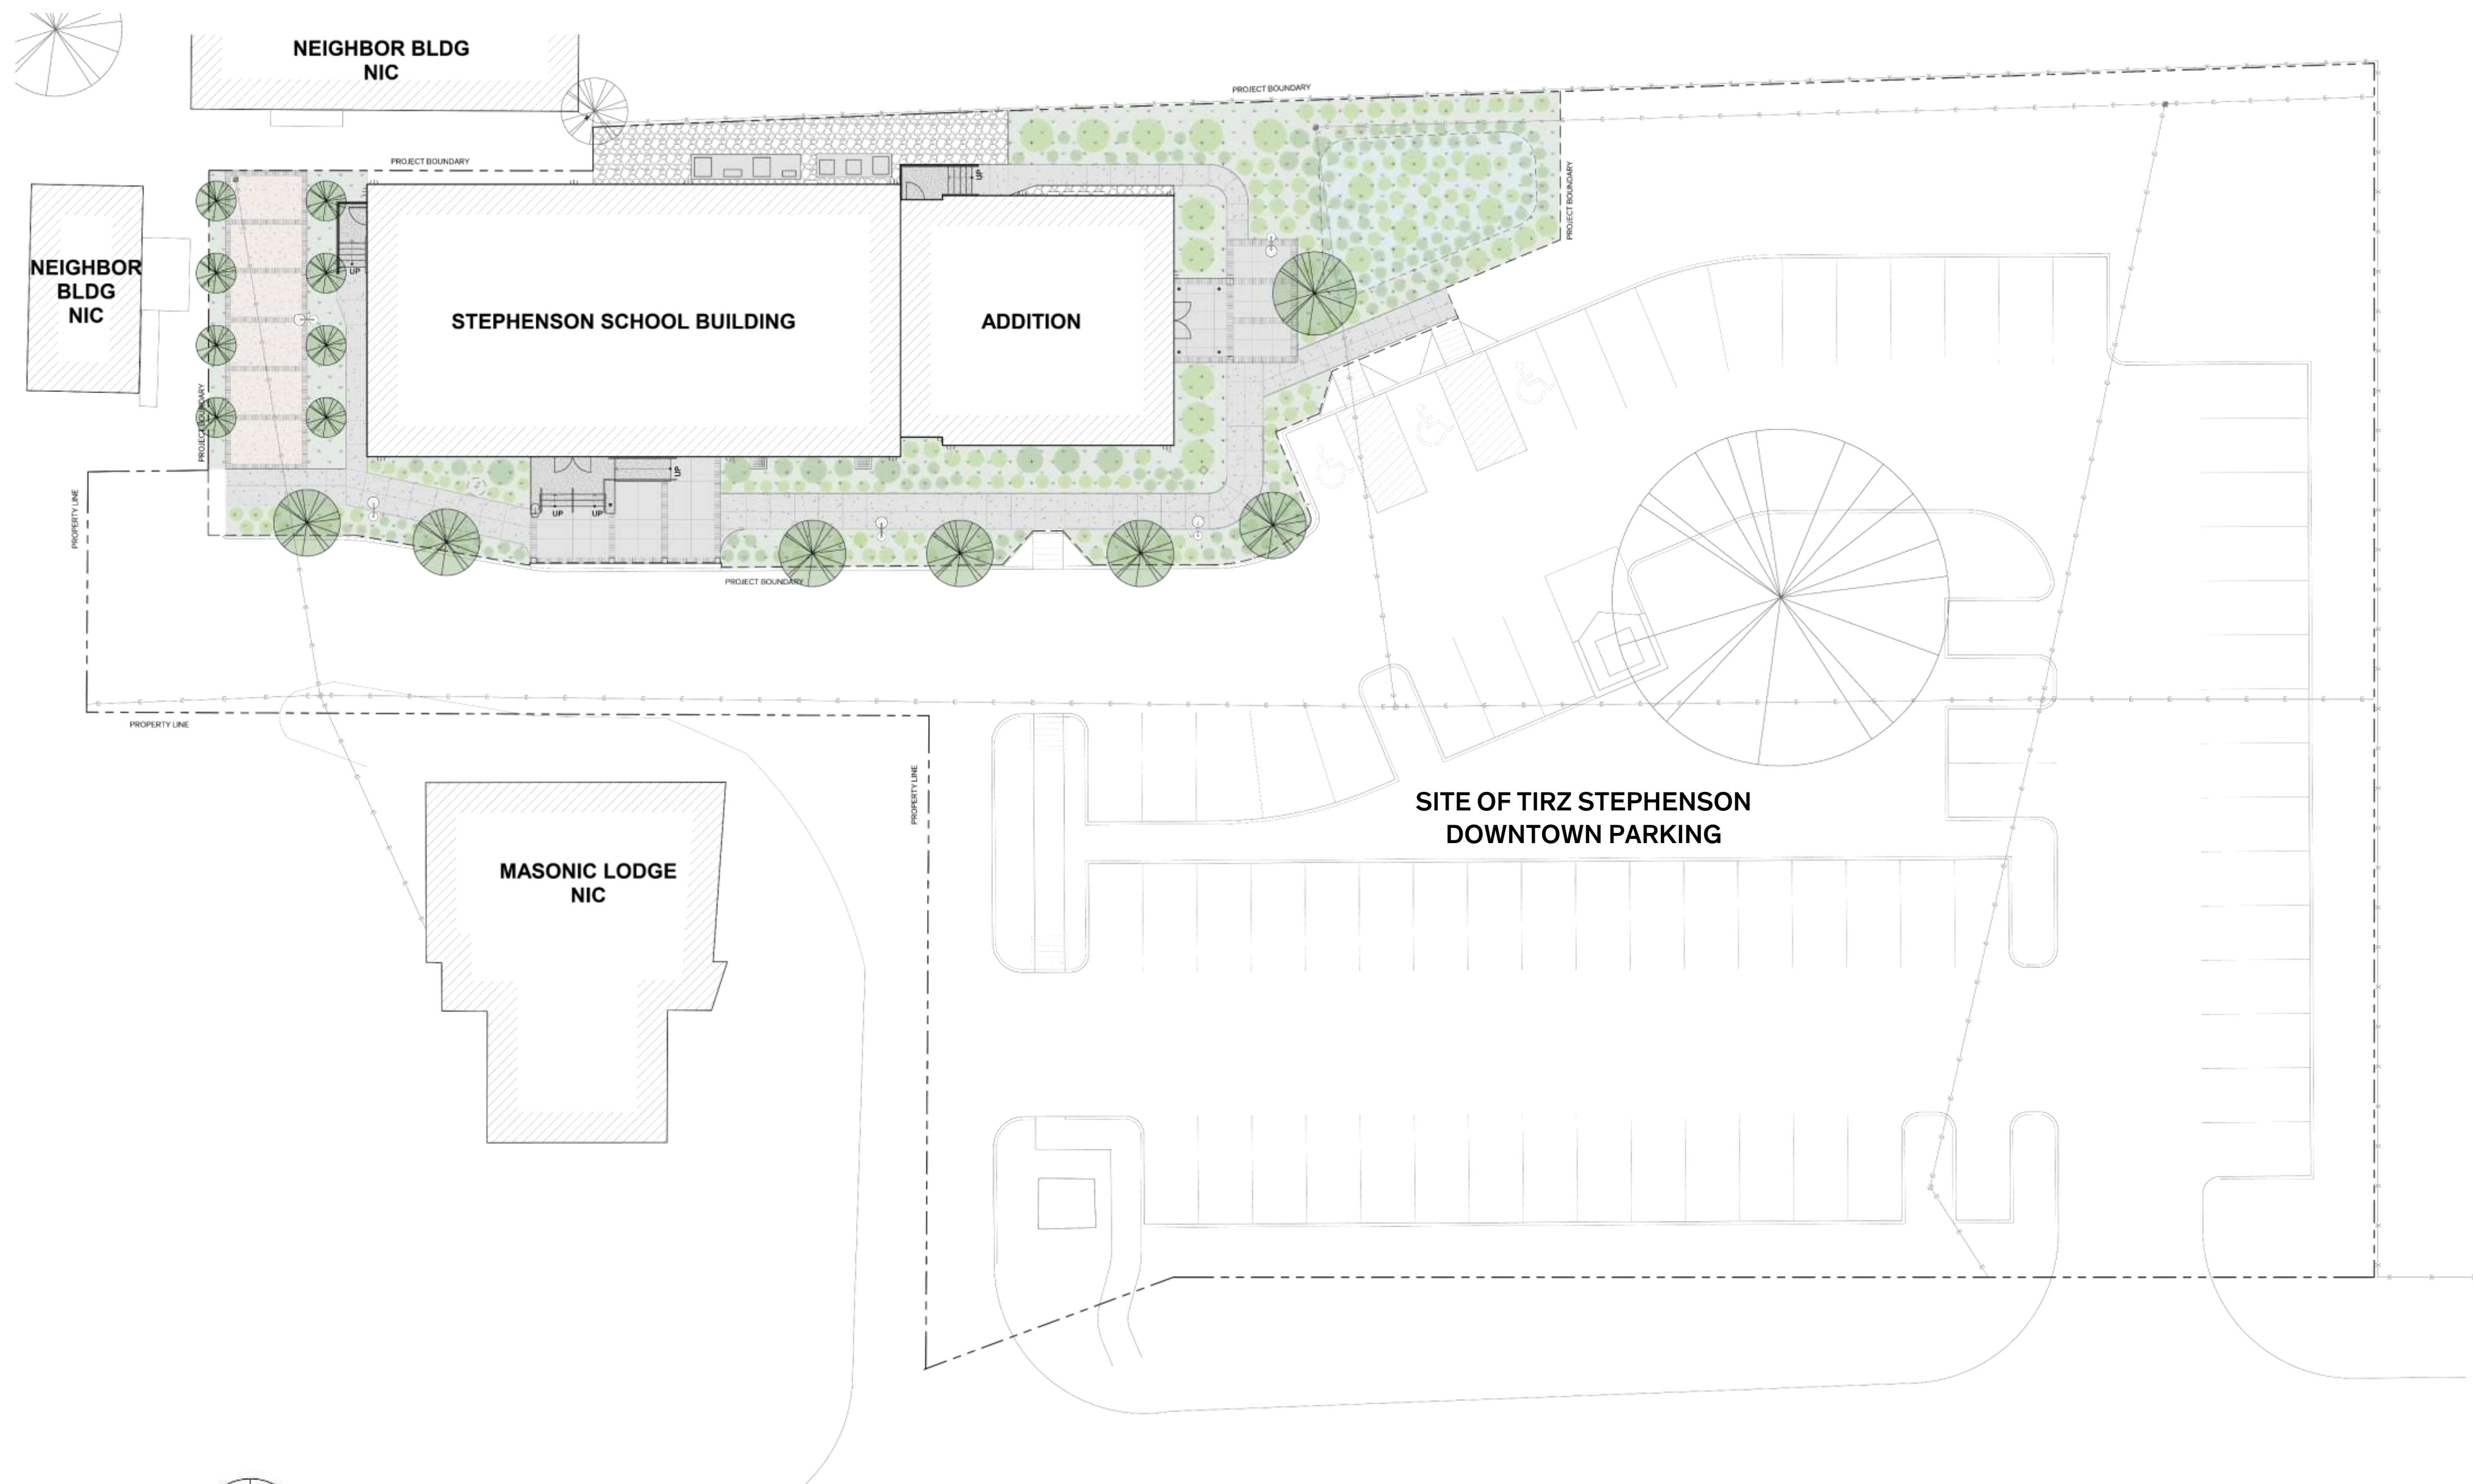 NEIGHBOR BLDG
NIC
PROJECT BOUNDARY
PROJECT BOUNDARY
PROJECT BOUNDARY
UP
NEIGHBOR
BLDG
NIC
UP
STEPHENSON SCHOOL BUILDING
ADDITION
PROJECT BOUNDARY
UP
UP
UP
PROJECT BOUNDARY
PROPERTY LINE
PROPERTY LINE
PROPERTY LINE
SITE OF TIRZ STEPHENSON
DOWNTOWN PARKING
MASONIC LODGE
NIC